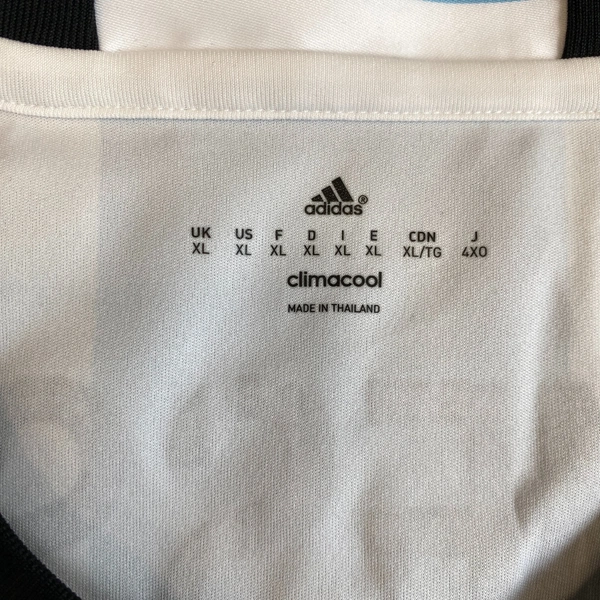 adidas®
UK US F D I E CDN J
XL XL XL XL XL XL XL/TG 4XO
climacool
MADE IN THAILAND